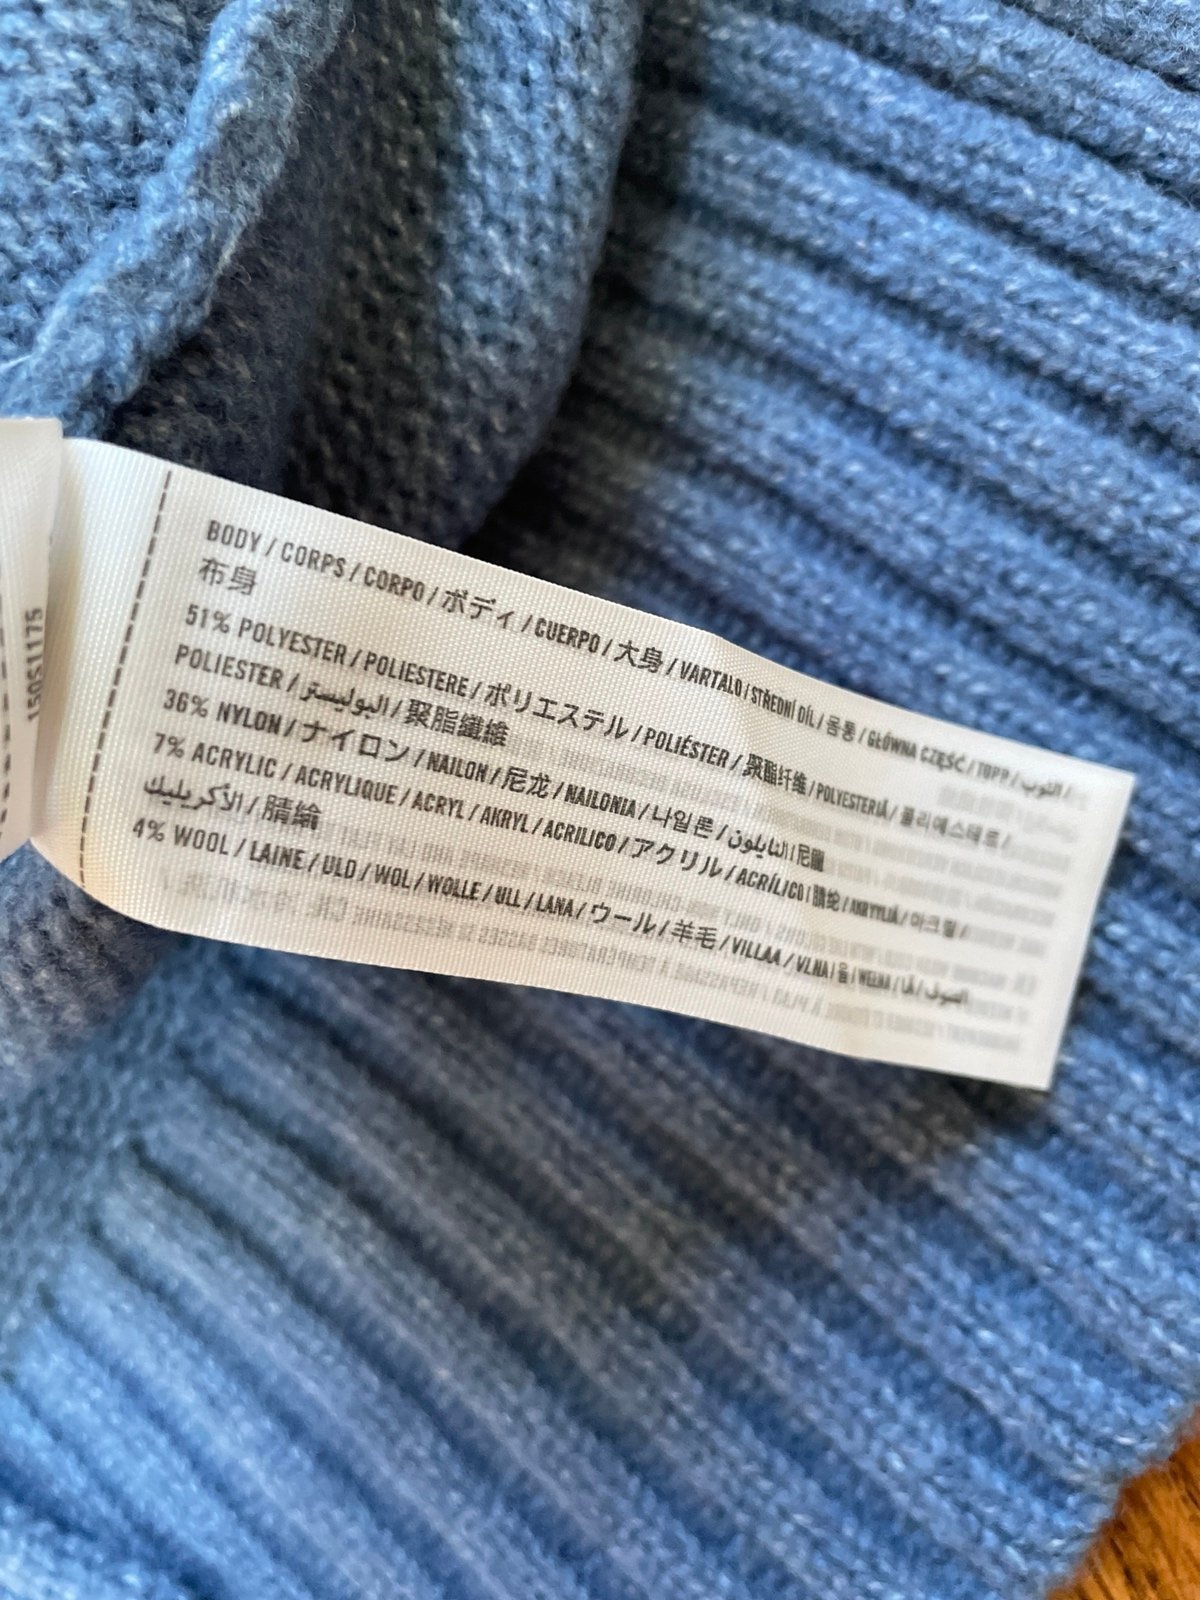 BODY / CORPS / CORPO / ボディ / CUERPO / 大身 / VARTALO / STŘEDNÍ DÍL / 몸통 / GŁÓWNA CZĘŚĆ / TOPP / الثوب /
布身
51% POLYESTER / POLIESTERE / ポリエステル / POLIÉSTER / 聚酯纤维 / POLYESTERIÄ / 폴리에스테르 /
POLIESTER / البوليستر / 聚脂纖維
36% NYLON / ナイロン / NAILON / 尼龙 / NAILONIA / 나일론 / النايلون / 尼龍
7% ACRYLIC / ACRYLIQUE / ACRYL / AKRYL / ACRILICO / アクリル / ACRÍLICO / 腈纶 / AKRYYLIÄ / 아크릴 /
الأكريليك / 腈綸
4% WOOL / LAINE / ULD / WOL / WOLLE / ULL / LANA / ウール / 羊毛 / VILLAA / VLNA / 울 / WEŁNA / LÃ / الصوف
15051175